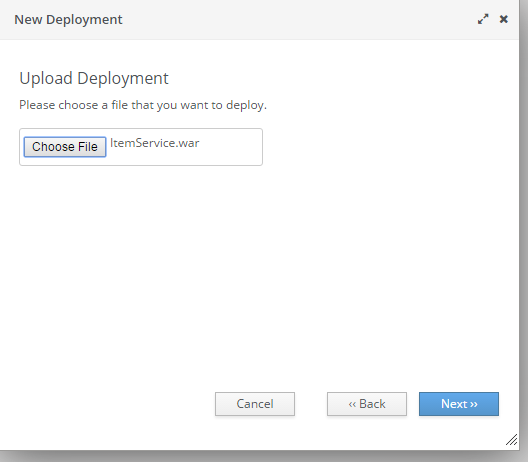 New Deployment
Upload Deployment
Please choose a file that you want to deploy.
Choose File ItemService.war
Cancel ‹‹ Back Next ››